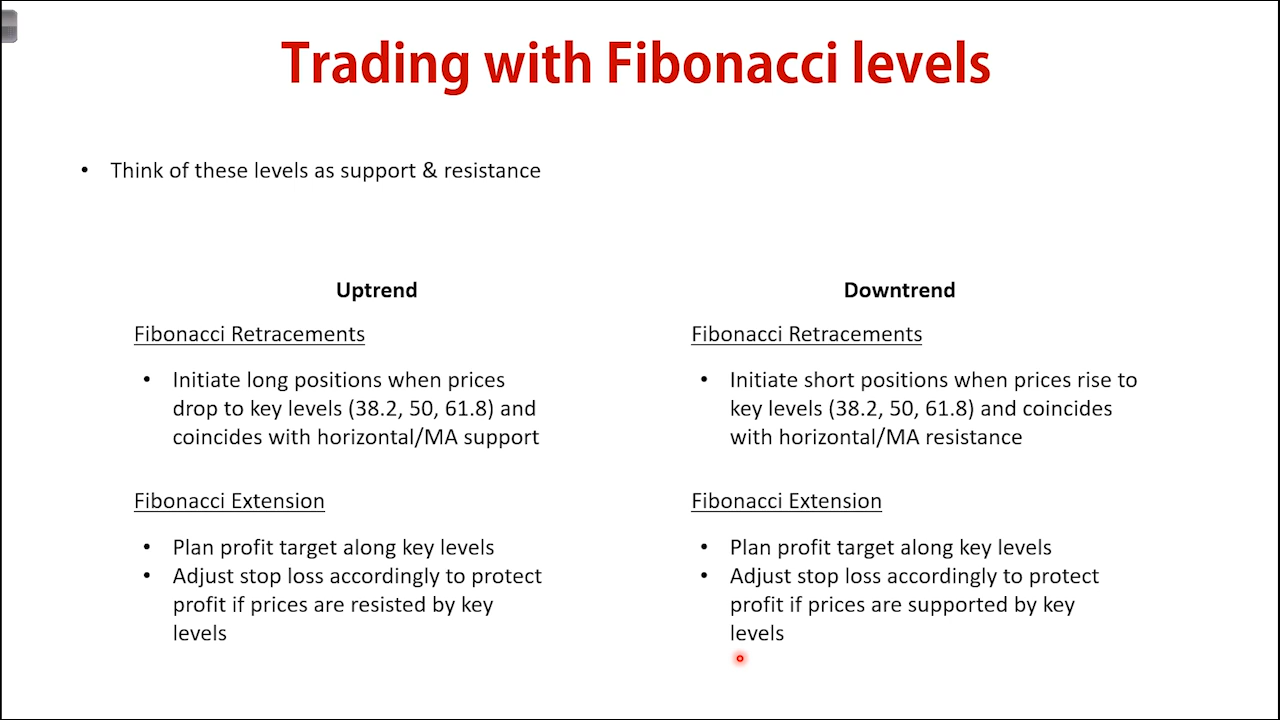 Trading with Fibonacci levels
• Think of these levels as support & resistance
Uptrend
Fibonacci Retracements
• Initiate long positions when prices
drop to key levels (38.2, 50, 61.8) and
coincides with horizontal/MA support
Fibonacci Extension
• Plan profit target along key levels
• Adjust stop loss accordingly to protect
profit if prices are resisted by key
levels
Downtrend
Fibonacci Retracements
• Initiate short positions when prices rise to
key levels (38.2, 50, 61.8) and coincides
with horizontal/MA resistance
Fibonacci Extension
• Plan profit target along key levels
• Adjust stop loss accordingly to protect
profit if prices are supported by key
levels